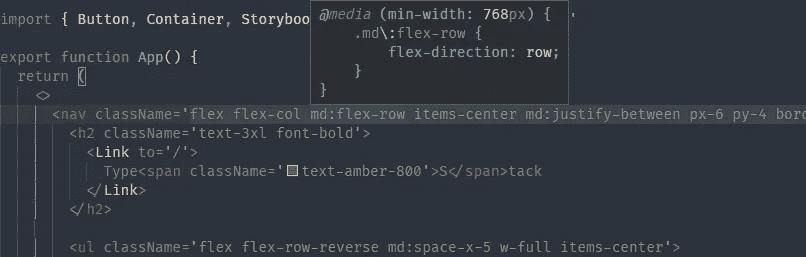 import { Button, Container, Storyboo
'
@media (min-width: 768px) {
.md\:flex-row {
flex-direction: row;
}
}
export function App() {
return (
<>
<nav className='flex flex-col md:flex-row items-center md:justify-between px-6 py-4 bord
<h2 className='text-3xl font-bold'>
<Link to='/'>
Type<span className='text-amber-800'>S</span>tack
</Link>
</h2>
<ul className='flex flex-row-reverse md:space-x-5 w-full items-center'>